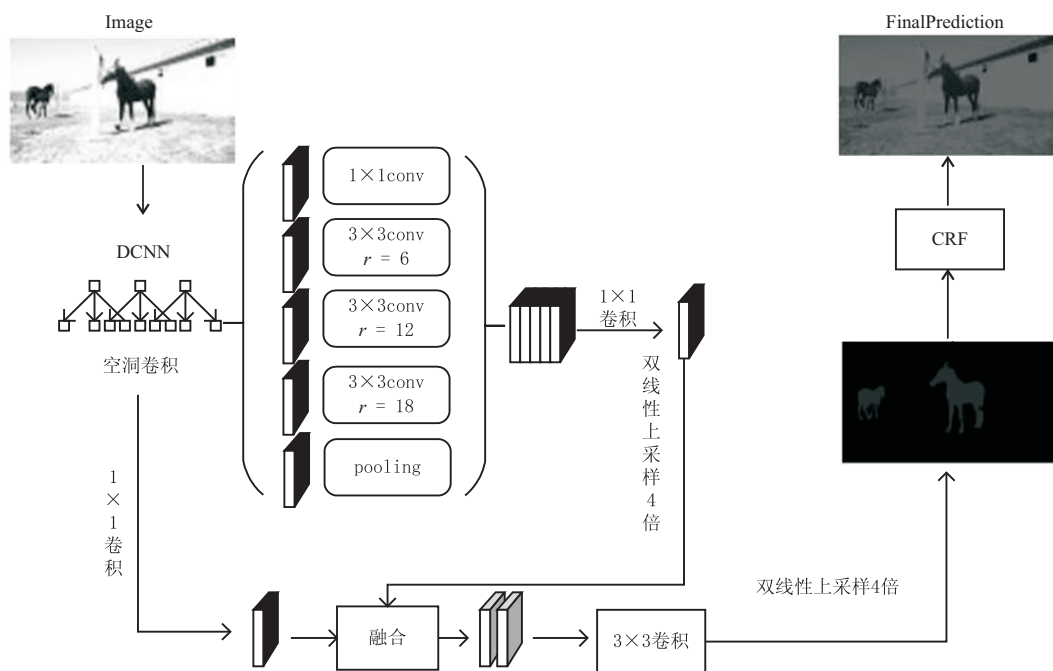 Image
FinalPrediction
1×1conv
3×3conv
r = 6
3×3conv
r = 12
3×3conv
r = 18
pooling
DCNN
空洞卷积
1×1
卷积
双线性上采样4倍
CRF
1×1卷积
融合
3×3卷积
双线性上采样4倍